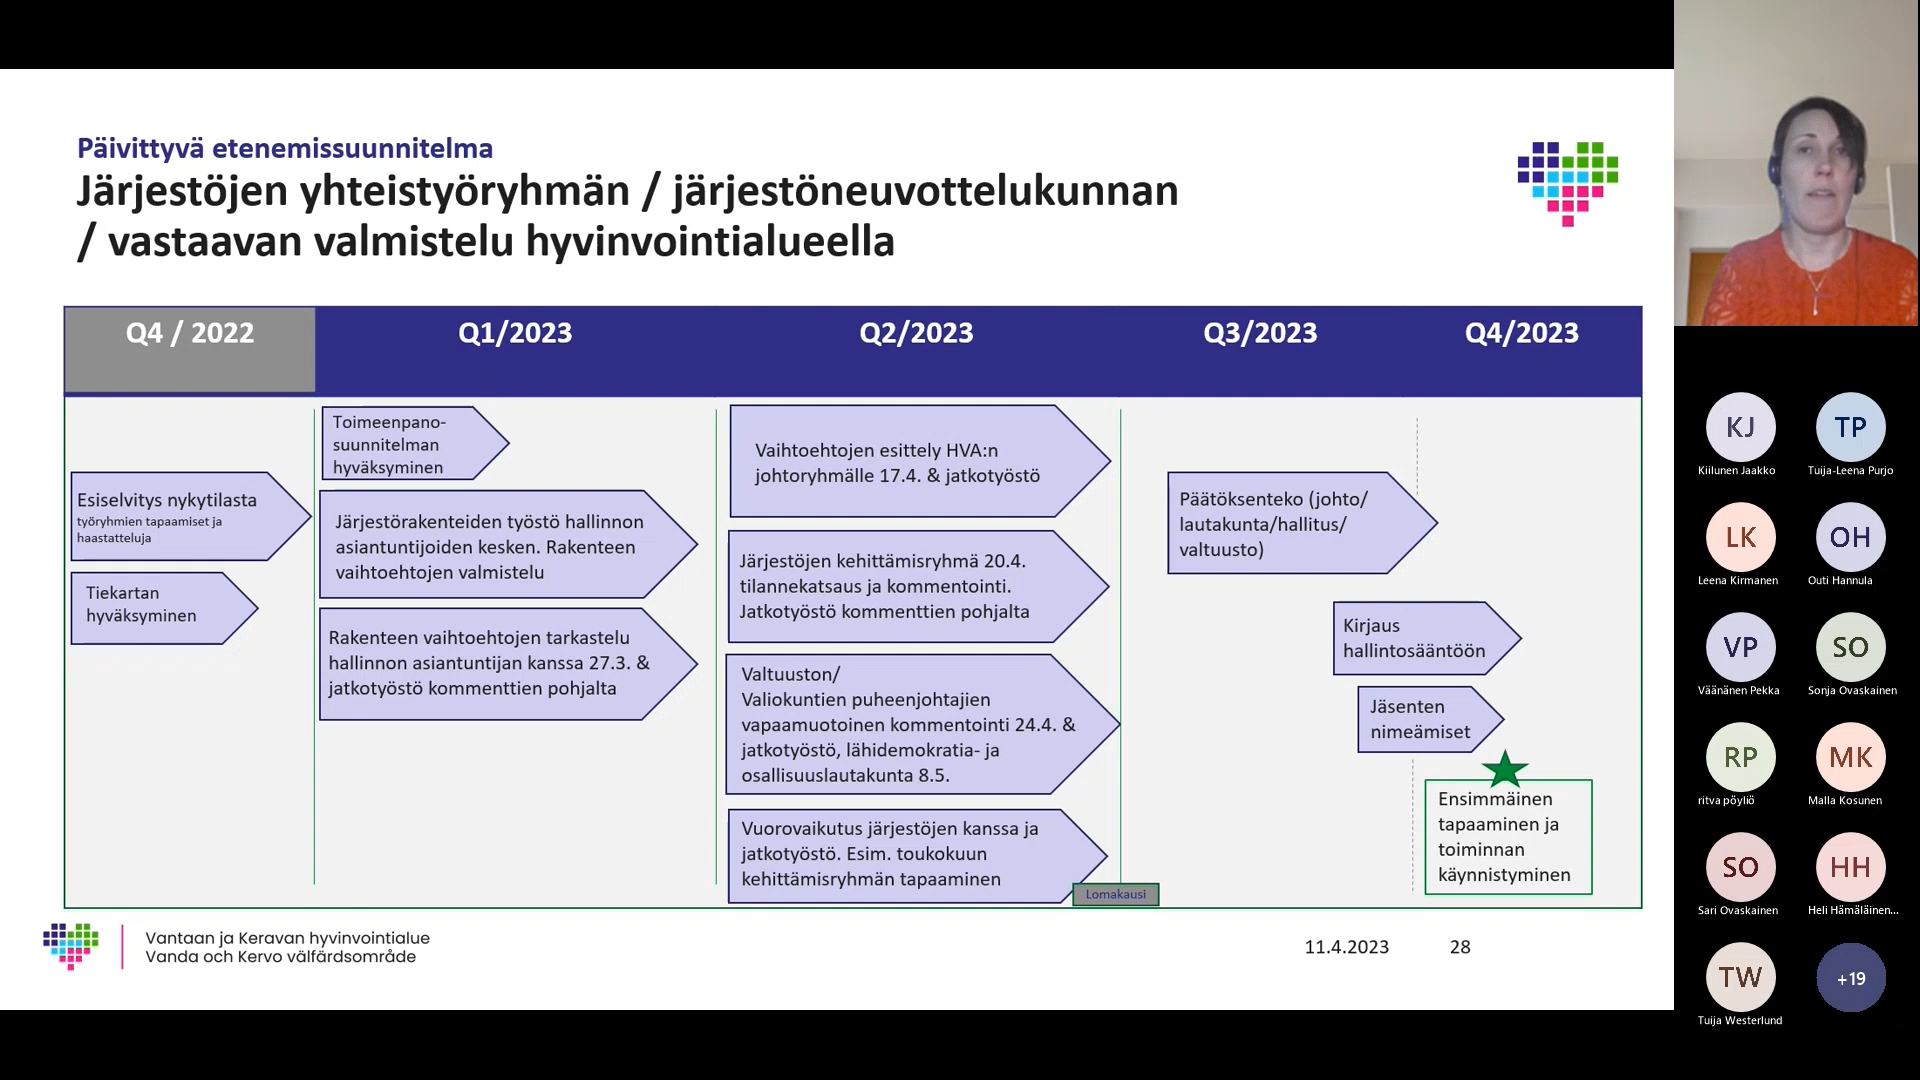 Päivittyvä etenemissuunnitelma
Järjestöjen yhteistyöryhmän / järjestöneuvottelukunnan
/ vastaavan valmistelu hyvinvointialueella
Q4 / 2022
Q1/2023
Q2/2023
Q3/2023
Q4/2023
Esiselvitys nykytilasta
työryhmien tapaamiset ja
haastatteluja
Tiekartan
hyväksyminen
Toimeenpano-
suunnitelman
hyväksyminen
Järjestörakenteiden työstö hallinnon
asiantuntijoiden kesken. Rakenteen
vaihtoehtojen valmistelu
Rakenteen vaihtoehtojen tarkastelu
hallinnon asiantuntijan kanssa 27.3. &
jatkotyöstö kommenttien pohjalta
Vaihtoehtojen esittely HVA:n
johtoryhmälle 17.4. & jatkotyöstö
Järjestöjen kehittämisryhmä 20.4.
tilannekatsaus ja kommentointi.
Jatkotyöstö kommenttien pohjalta
Valtuuston/
Valiokuntien puheenjohtajien
vapaamuotoinen kommentointi 24.4. &
jatkotyöstö, lähidemokratia- ja
osallisuuslautakunta 8.5.
Vuorovaikutus järjestöjen kanssa ja
jatkotyöstö. Esim. toukokuun
kehittämisryhmän tapaaminen
Lomakausi
Päätöksenteko (johto/
lautakunta/hallitus/
valtuusto)
Kirjaus
hallintosääntöön
Jäsenten
nimeämiset
Ensimmäinen
tapaaminen ja
toiminnan
käynnistyminen
Vantaan ja Keravan hyvinvointialue
Vanda och Kervo välfärdsområde
11.4.2023
28
KJ
Kiilunen Jaakko
TP
Tuija-Leena Purjo
LK
Leena Kirmanen
OH
Outi Hannula
VP
Väänänen Pekka
SO
Sonja Ovaskainen
RP
ritva pöyliö
MK
Malla Kosunen
SO
Sari Ovaskainen
HH
Heli Hämäläinen...
TW
Tuija Westerlund
+19